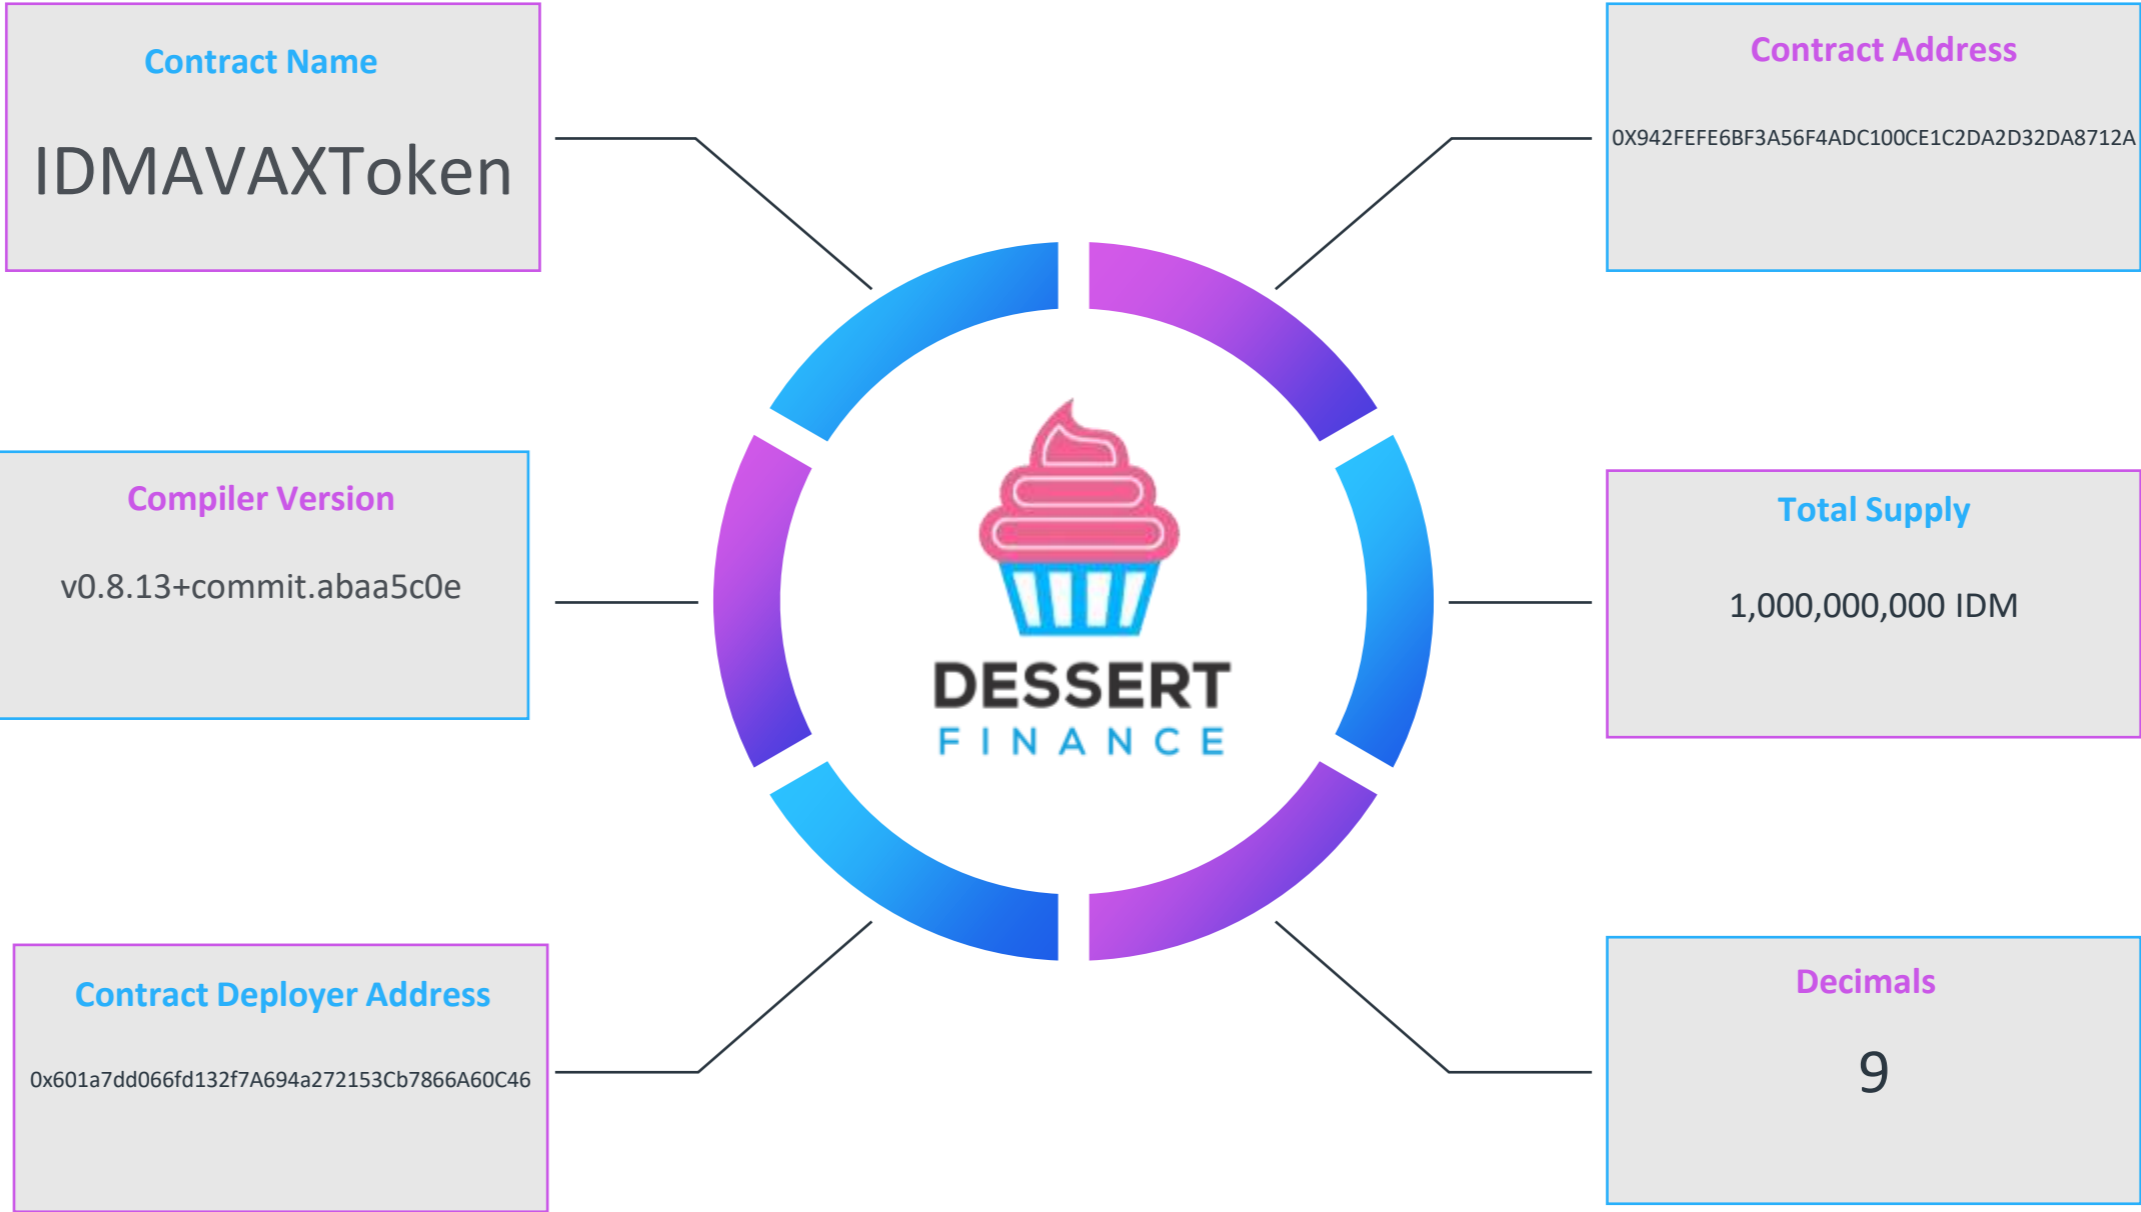 Contract Name
IDMAVAXToken
Contract Address
0X942FEFE6BF3A56F4ADC100CE1C2DA2D32DA8712A
Compiler Version
v0.8.13+commit.abaa5c0e
DESSERT
FINANCE
Total Supply
1,000,000,000 IDM
Contract Deployer Address
0x601a7dd066fd132f7A694a272153Cb7866A60C46
Decimals
9